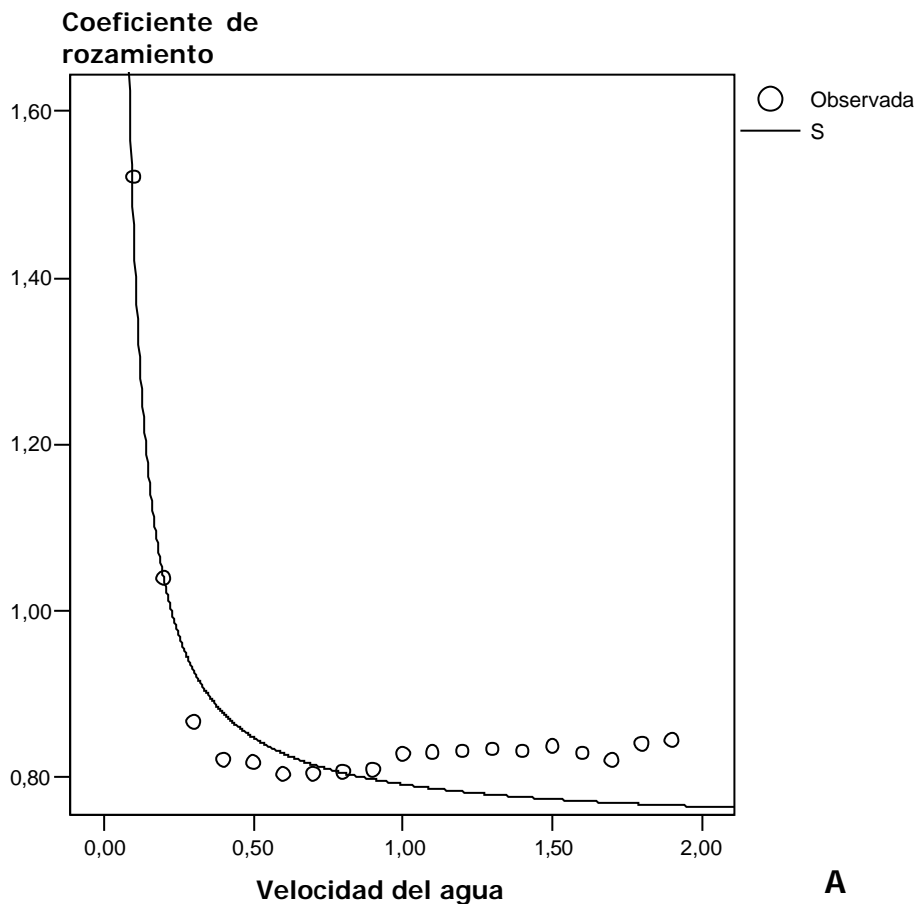 Coeficiente de
rozamiento
1,60
1,40
1,20
1,00
0,80
0,00
0,50
1,00
1,50
2,00
Velocidad del agua
Observada
S
A